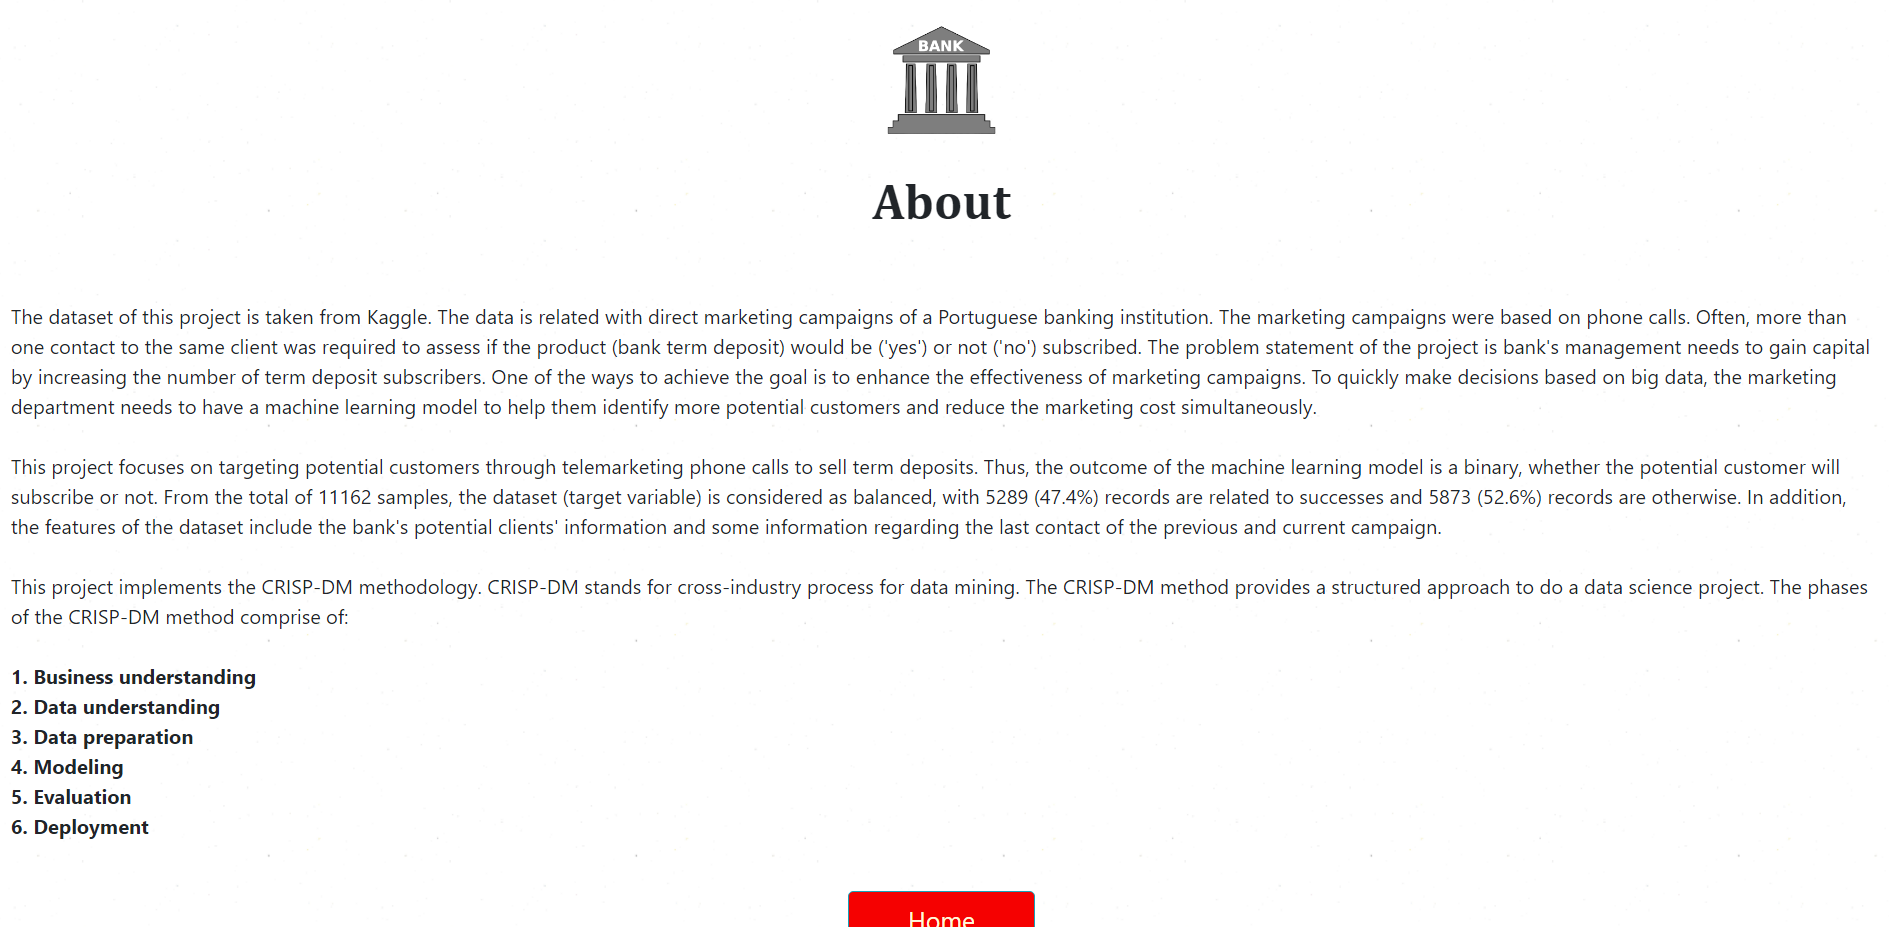 BANK
About
The dataset of this project is taken from Kaggle. The data is related with direct marketing campaigns of a Portuguese banking institution. The marketing campaigns were based on phone calls. Often, more than
one contact to the same client was required to assess if the product (bank term deposit) would be ('yes') or not ('no') subscribed. The problem statement of the project is bank's management needs to gain capital
by increasing the number of term deposit subscribers. One of the ways to achieve the goal is to enhance the effectiveness of marketing campaigns. To quickly make decisions based on big data, the marketing
department needs to have a machine learning model to help them identify more potential customers and reduce the marketing cost simultaneously.
This project focuses on targeting potential customers through telemarketing phone calls to sell term deposits. Thus, the outcome of the machine learning model is a binary, whether the potential customer will
subscribe or not. From the total of 11162 samples, the dataset (target variable) is considered as balanced, with 5289 (47.4%) records are related to successes and 5873 (52.6%) records are otherwise. In addition,
the features of the dataset include the bank's potential clients' information and some information regarding the last contact of the previous and current campaign.
This project implements the CRISP-DM methodology. CRISP-DM stands for cross-industry process for data mining. The CRISP-DM method provides a structured approach to do a data science project. The phases
of the CRISP-DM method comprise of:
1. Business understanding
2. Data understanding
3. Data preparation
4. Modeling
5. Evaluation
6. Deployment
Home